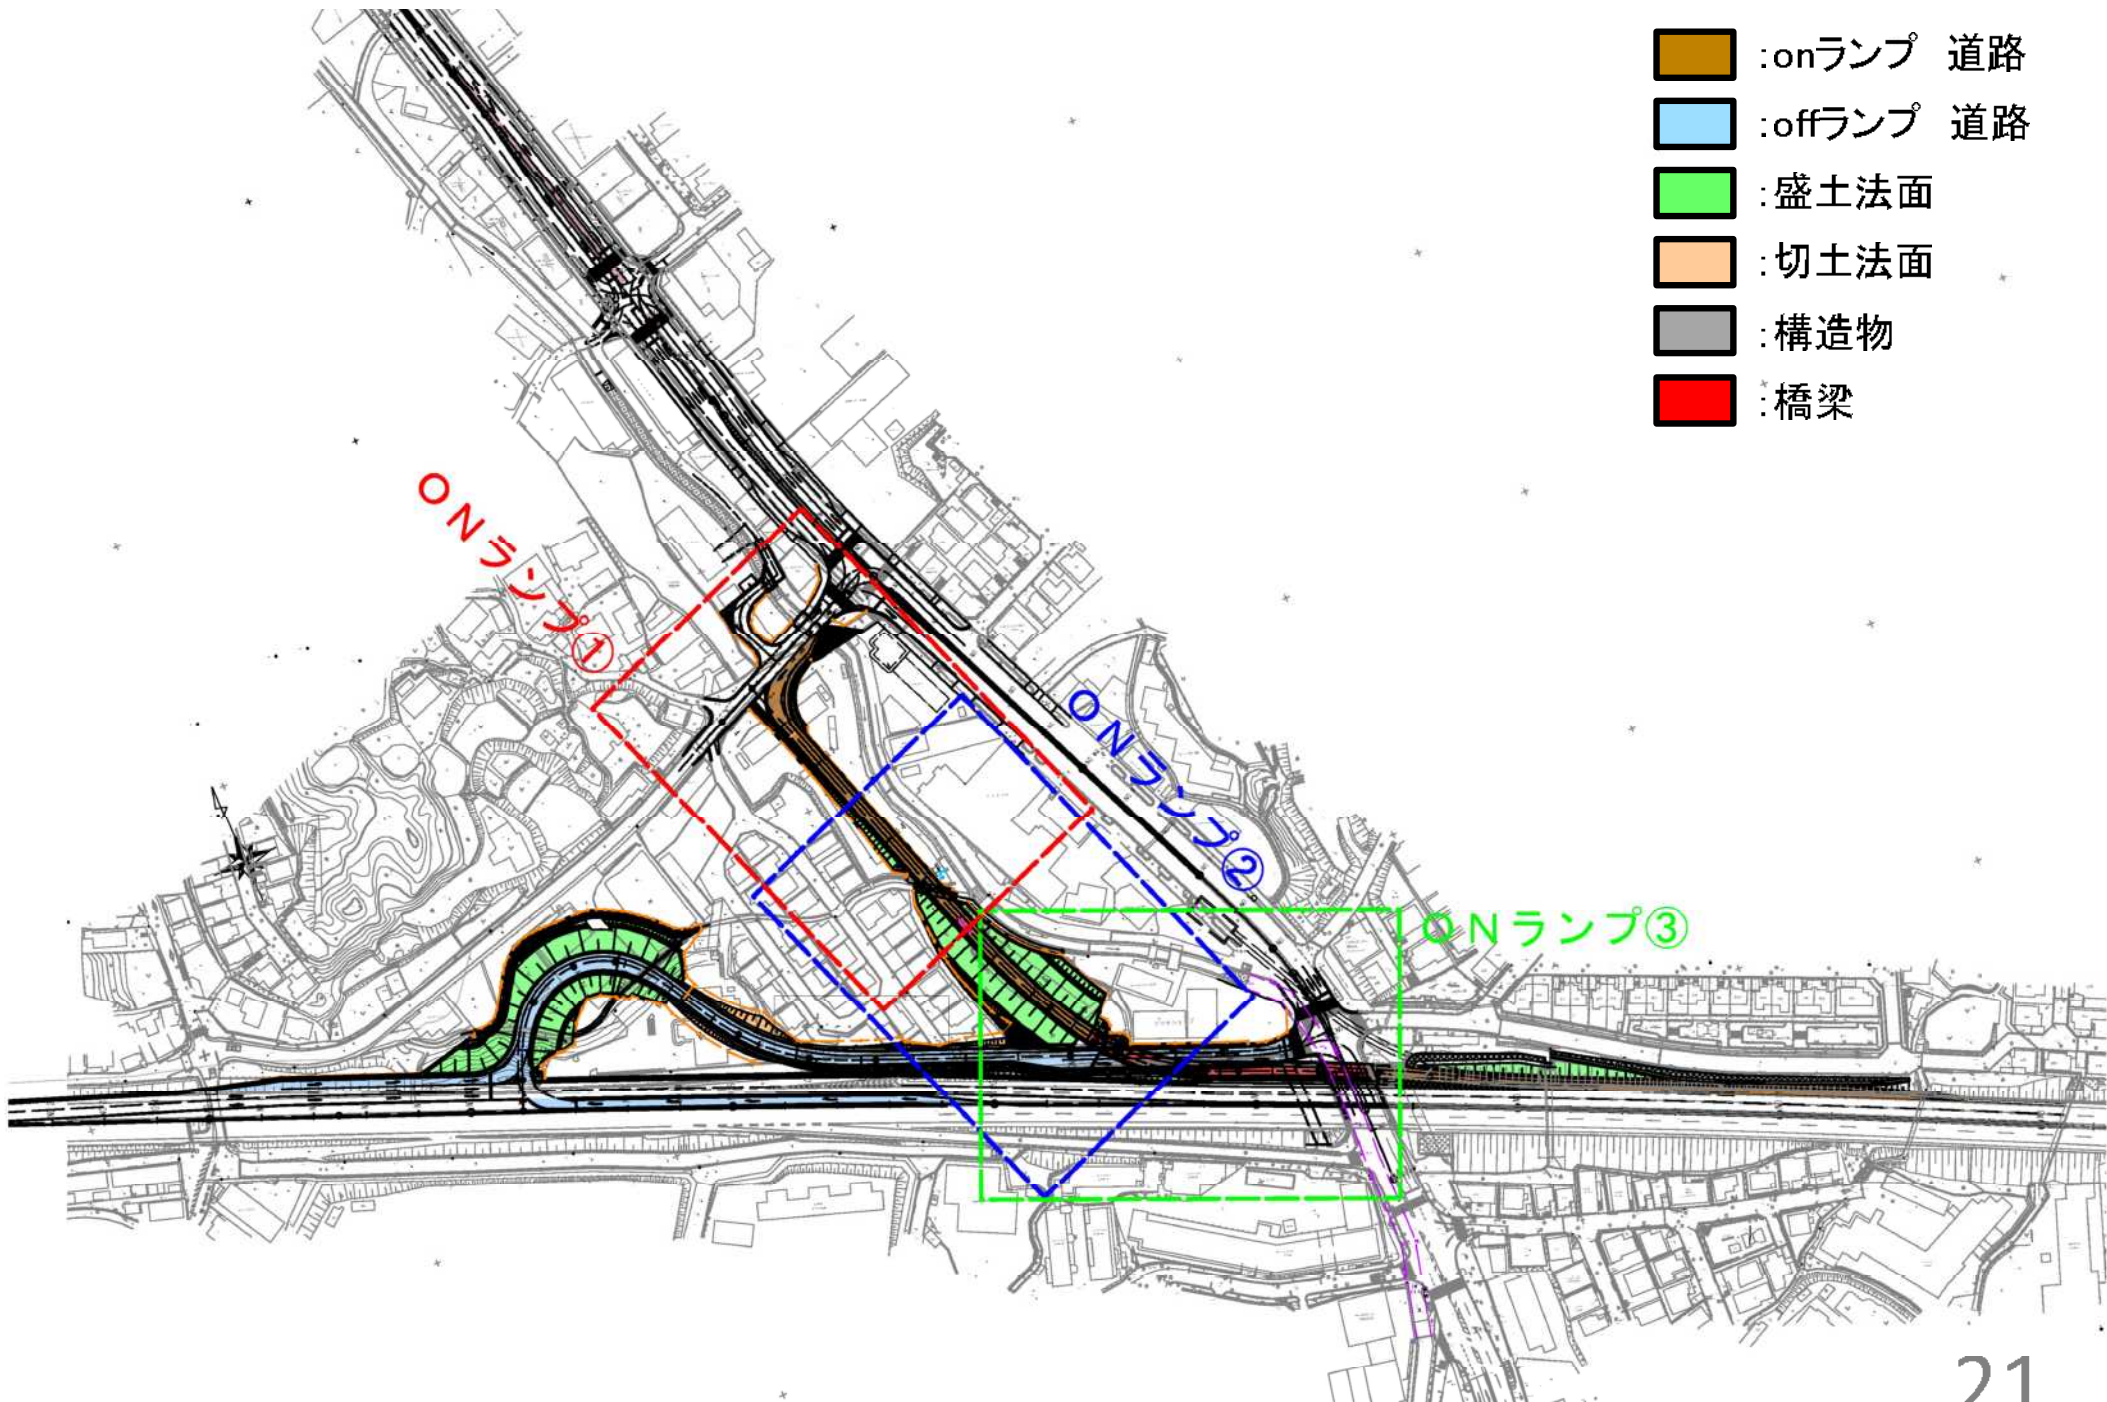 :onランプ 道路
:offランプ 道路
:盛土法面
:切土法面
:構造物
:橋梁
ONランプ①
ONランプ②
ONランプ③
21